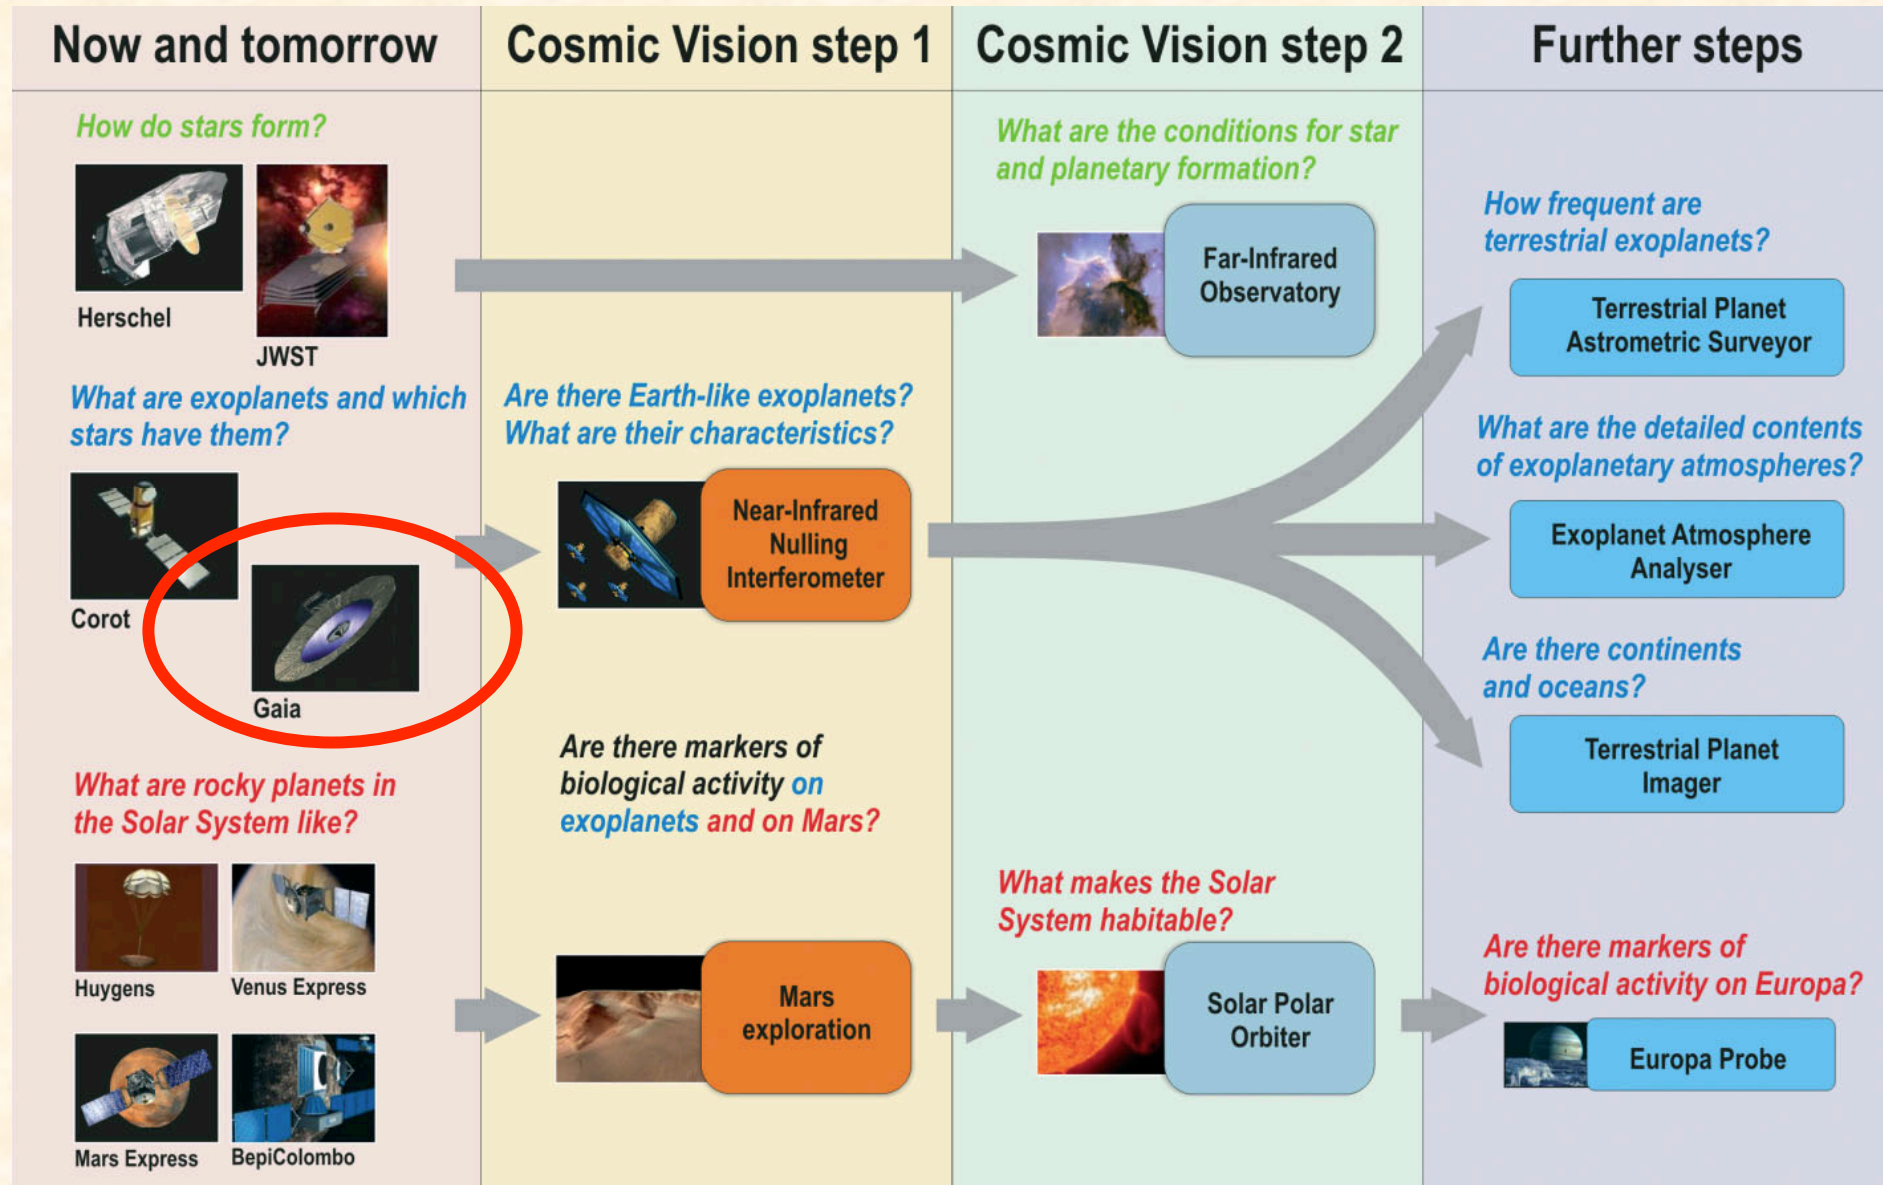 Now and tomorrow
How do stars form?
Herschel
JWST
What are exoplanets and which
stars have them?
Corot
Gaia
What are rocky planets in
the Solar System like?
Huygens
Venus Express
Mars Express
BepiColombo
Cosmic Vision step 1
Are there Earth-like exoplanets?
What are their characteristics?
Near-Infrared
Nulling
Interferometer
Are there markers of
biological activity on
exoplanets and on Mars?
Mars
exploration
Cosmic Vision step 2
What are the conditions for star
and planetary formation?
Far-Infrared
Observatory
What makes the Solar
System habitable?
Solar Polar
Orbiter
Further steps
How frequent are
terrestrial exoplanets?
Terrestrial Planet
Astrometric Surveyor
What are the detailed contents
of exoplanetary atmospheres?
Exoplanet Atmosphere
Analyser
Are there continents
and oceans?
Terrestrial Planet
Imager
Are there markers of
biological activity on Europa?
Europa Probe